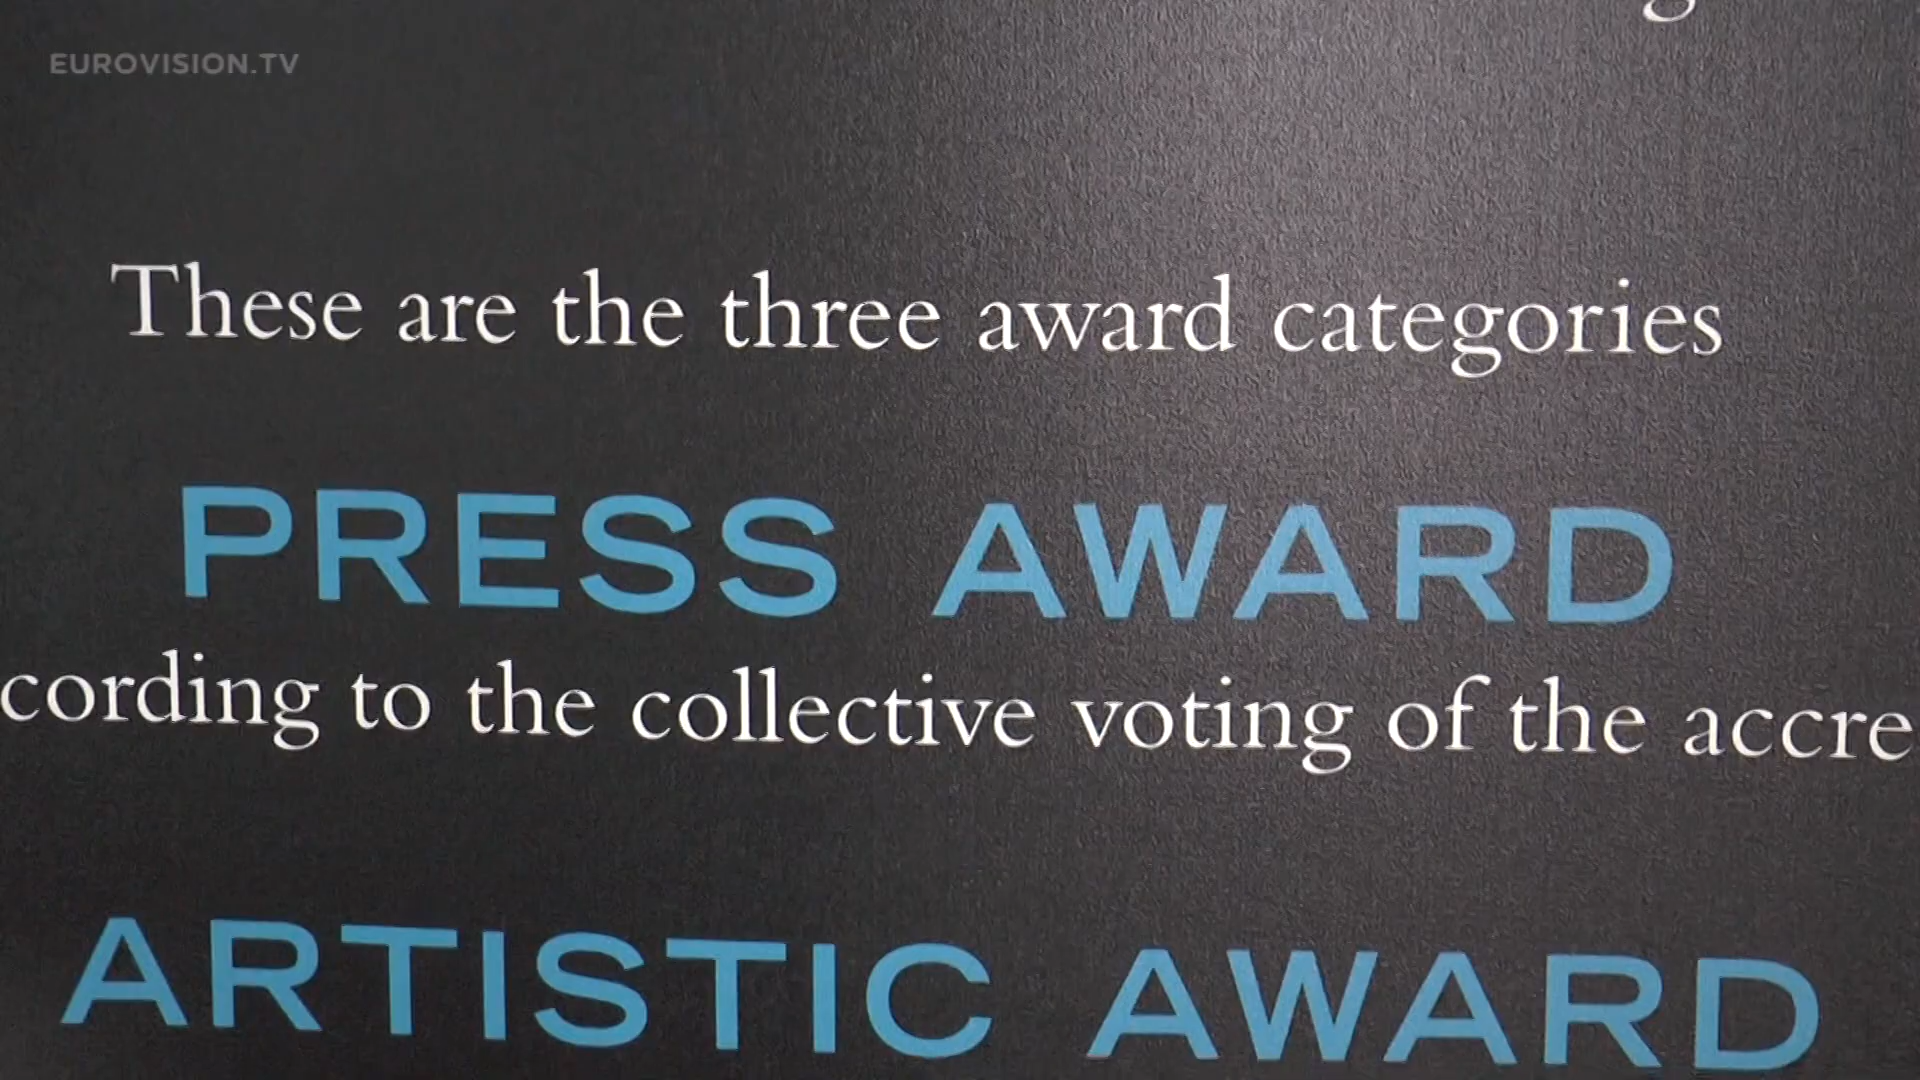 EUROVISION.TV
These are the three award categories
PRESS AWARD
cording to the collective voting of the accre
ARTISTIC AWARD